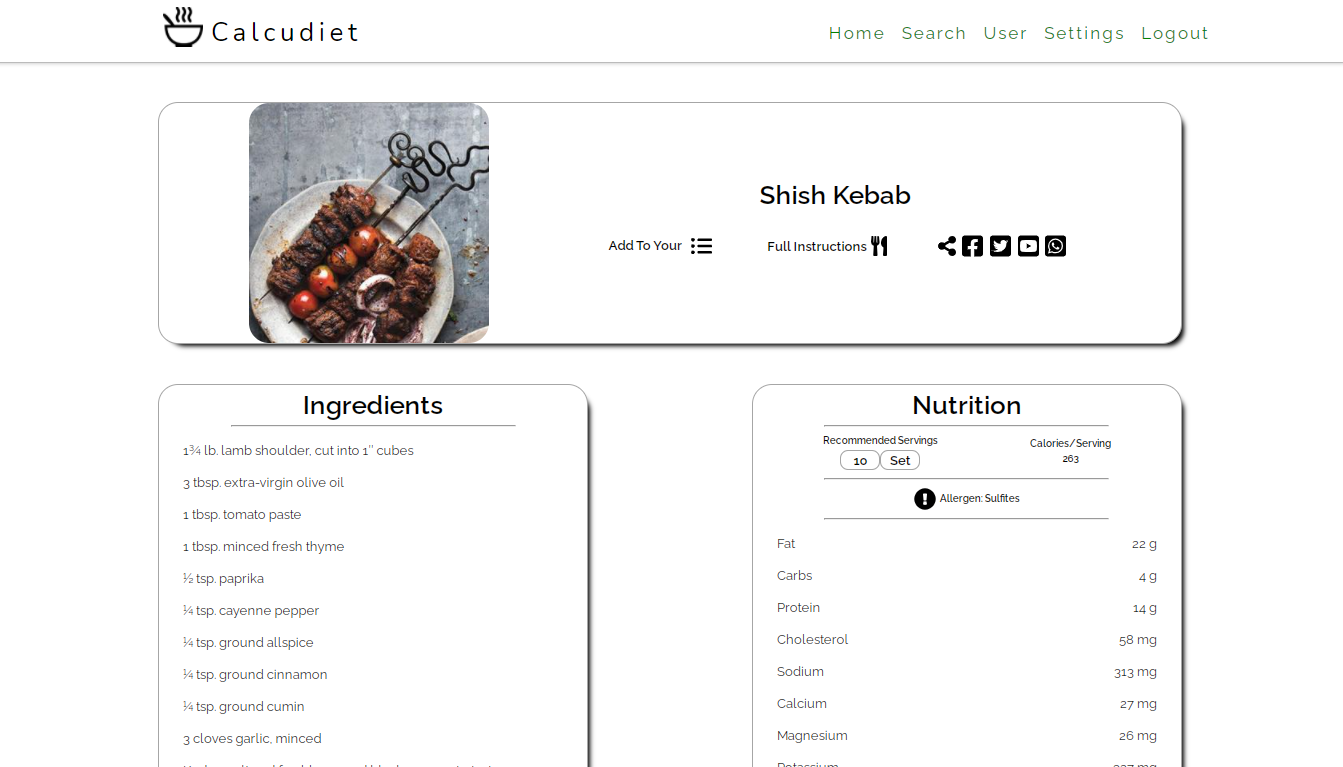 Calcudiet
Home Search User Settings Logout
Shish Kebab
Add To Your
Full Instructions
Ingredients
1¾ lb. lamb shoulder, cut into 1″ cubes
3 tbsp. extra-virgin olive oil
1 tbsp. tomato paste
1 tbsp. minced fresh thyme
½ tsp. paprika
¼ tsp. cayenne pepper
¼ tsp. ground allspice
¼ tsp. ground cinnamon
¼ tsp. ground cumin
3 cloves garlic, minced
Nutrition
Recommended Servings
10 Set
Calories/Serving
263
Allergen: Sulfites
Fat 22 g
Carbs 4 g
Protein 14 g
Cholesterol 58 mg
Sodium 313 mg
Calcium 27 mg
Magnesium 26 mg